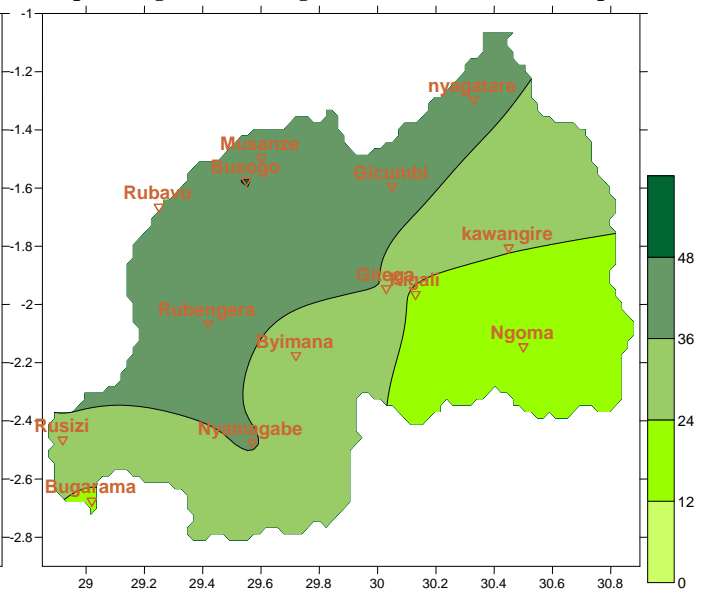 -1
-1.2
-1.4
-1.6
-1.8
-2
-2.2
-2.4
-2.6
-2.8
nyagatare
Musanze
Busogo
Gicumbi
Rubavu
kawangire
Gitega
Kigali
Rubengera
Byimana
Ngoma
Rusizi
Nyamagabe
Bugarama
29
29.2
29.4
29.6
29.8
30
30.2
30.4
30.6
30.8
48
36
24
12
0